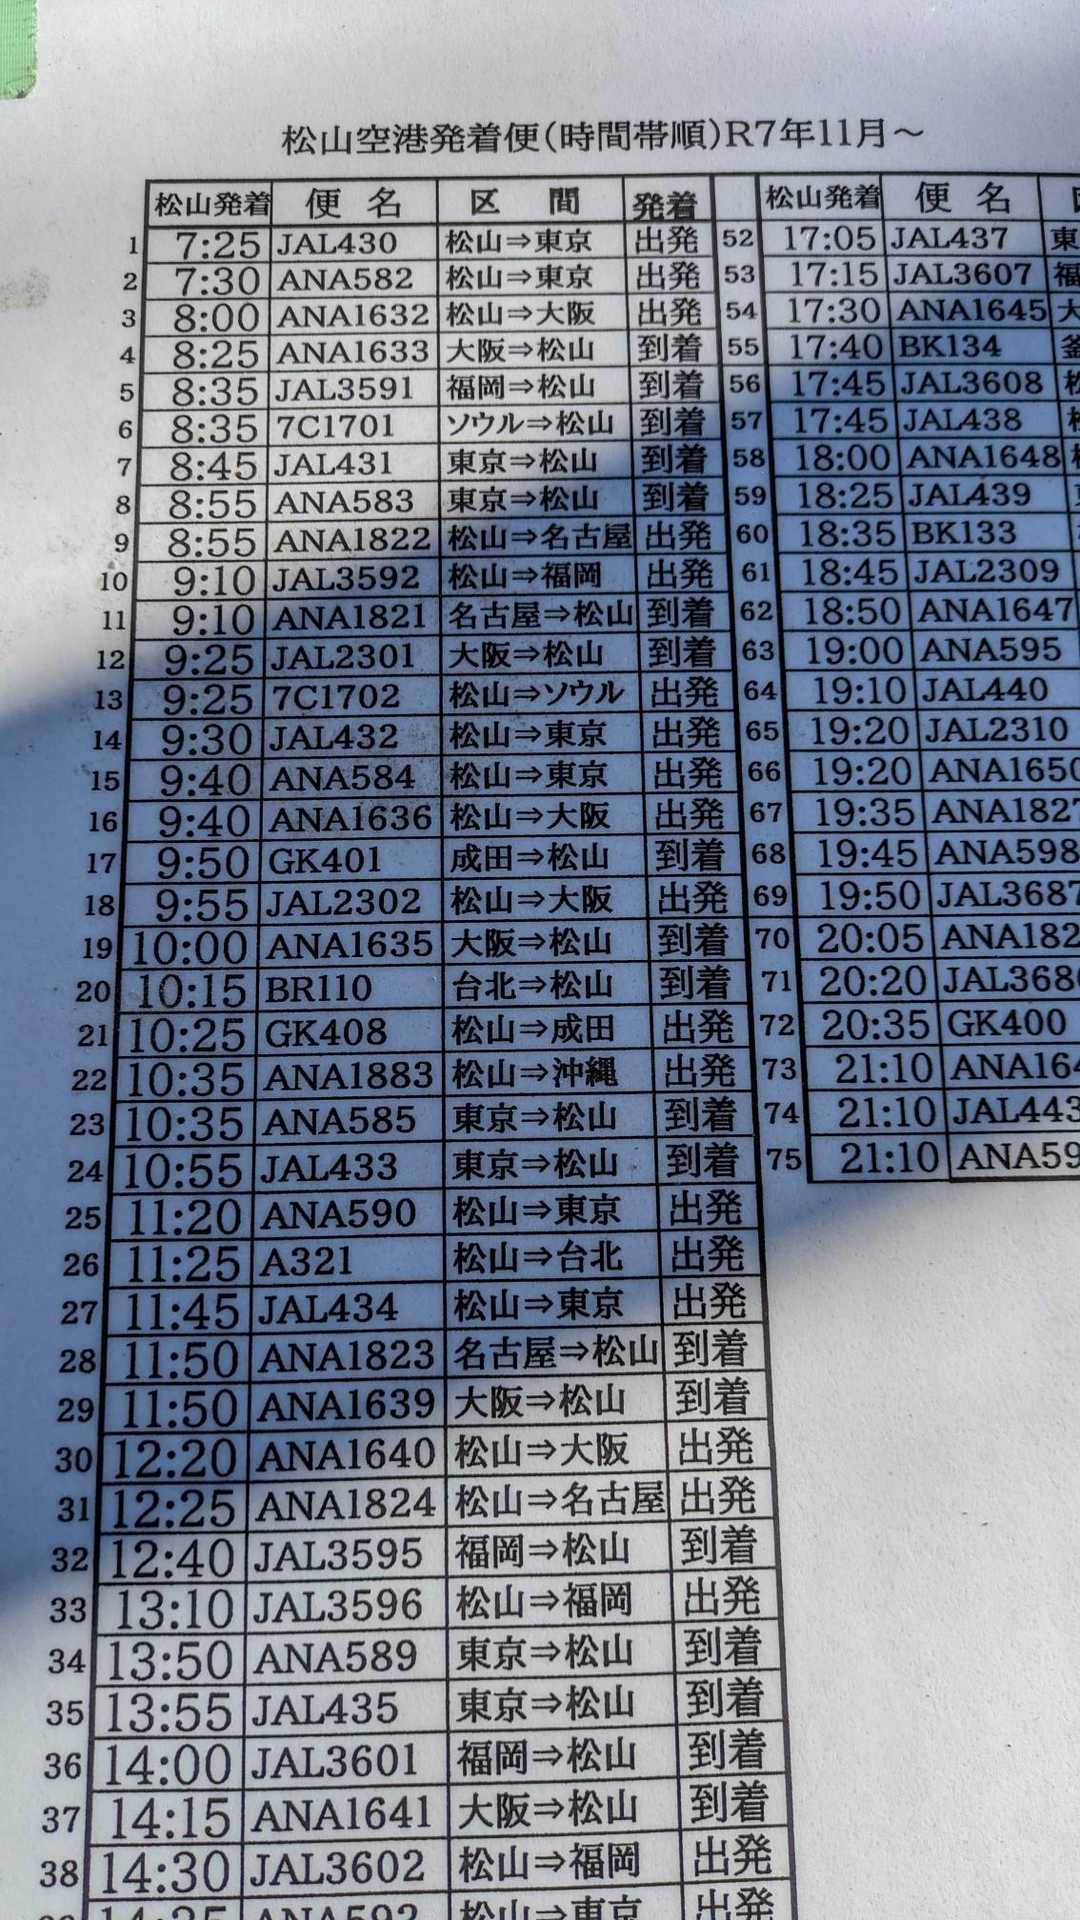 松山空港発着便(時間帯順)R7年11月～
松山発着 便 名 区 間 発着
1 7:25 JAL430 松山⇒東京 出発
2 7:30 ANA582 松山⇒東京 出発
3 8:00 ANA1632 松山⇒大阪 出発
4 8:25 ANA1633 大阪⇒松山 到着
5 8:35 JAL3591 福岡⇒松山 到着
6 8:35 7C1701 ソウル⇒松山 到着
7 8:45 JAL431 東京⇒松山 到着
8 8:55 ANA583 東京⇒松山 到着
9 8:55 ANA1822 松山⇒名古屋 出発
10 9:10 JAL3592 松山⇒福岡 出発
11 9:10 ANA1821 名古屋⇒松山 到着
12 9:25 JAL2301 大阪⇒松山 到着
13 9:25 7C1702 松山⇒ソウル 出発
14 9:30 JAL432 松山⇒東京 出発
15 9:40 ANA584 松山⇒東京 出発
16 9:40 ANA1636 松山⇒大阪 出発
17 9:50 GK401 成田⇒松山 到着
18 9:55 JAL2302 松山⇒大阪 出発
19 10:00 ANA1635 大阪⇒松山 到着
20 10:15 BR110 台北⇒松山 到着
21 10:25 GK408 松山⇒成田 出発
22 10:35 ANA1883 松山⇒沖縄 出発
23 10:35 ANA585 東京⇒松山 到着
24 10:55 JAL433 東京⇒松山 到着
25 11:20 ANA590 松山⇒東京 出発
26 11:25 A321 松山⇒台北 出発
27 11:45 JAL434 松山⇒東京 出発
28 11:50 ANA1823 名古屋⇒松山 到着
29 11:50 ANA1639 大阪⇒松山 到着
30 12:20 ANA1640 松山⇒大阪 出発
31 12:25 ANA1824 松山⇒名古屋 出発
32 12:40 JAL3595 福岡⇒松山 到着
33 13:10 JAL3596 松山⇒福岡 出発
34 13:50 ANA589 東京⇒松山 到着
35 13:55 JAL435 東京⇒松山 到着
36 14:00 JAL3601 福岡⇒松山 到着
37 14:15 ANA1641 大阪⇒松山 到着
38 14:30 JAL3602 松山⇒福岡 出発
ANA592 松山⇒東京 出発
松山発着 便 名 区
52 17:05 JAL437 東
53 17:15 JAL3607 福
54 17:30 ANA1645 大
55 17:40 BK134 釜
56 17:45 JAL3608 松
57 17:45 JAL438
58 18:00 ANA1648
59 18:25 JAL439
60 18:35 BK133
61 18:45 JAL2309
62 18:50 ANA1647
63 19:00 ANA595
64 19:10 JAL440
65 19:20 JAL2310
66 19:20 ANA1650
67 19:35 ANA1827
68 19:45 ANA598
69 19:50 JAL3687
70 20:05 ANA182
71 20:20 JAL368
72 20:35 GK400
73 21:10 ANA164
74 21:10 JAL443
75 21:10 ANA59